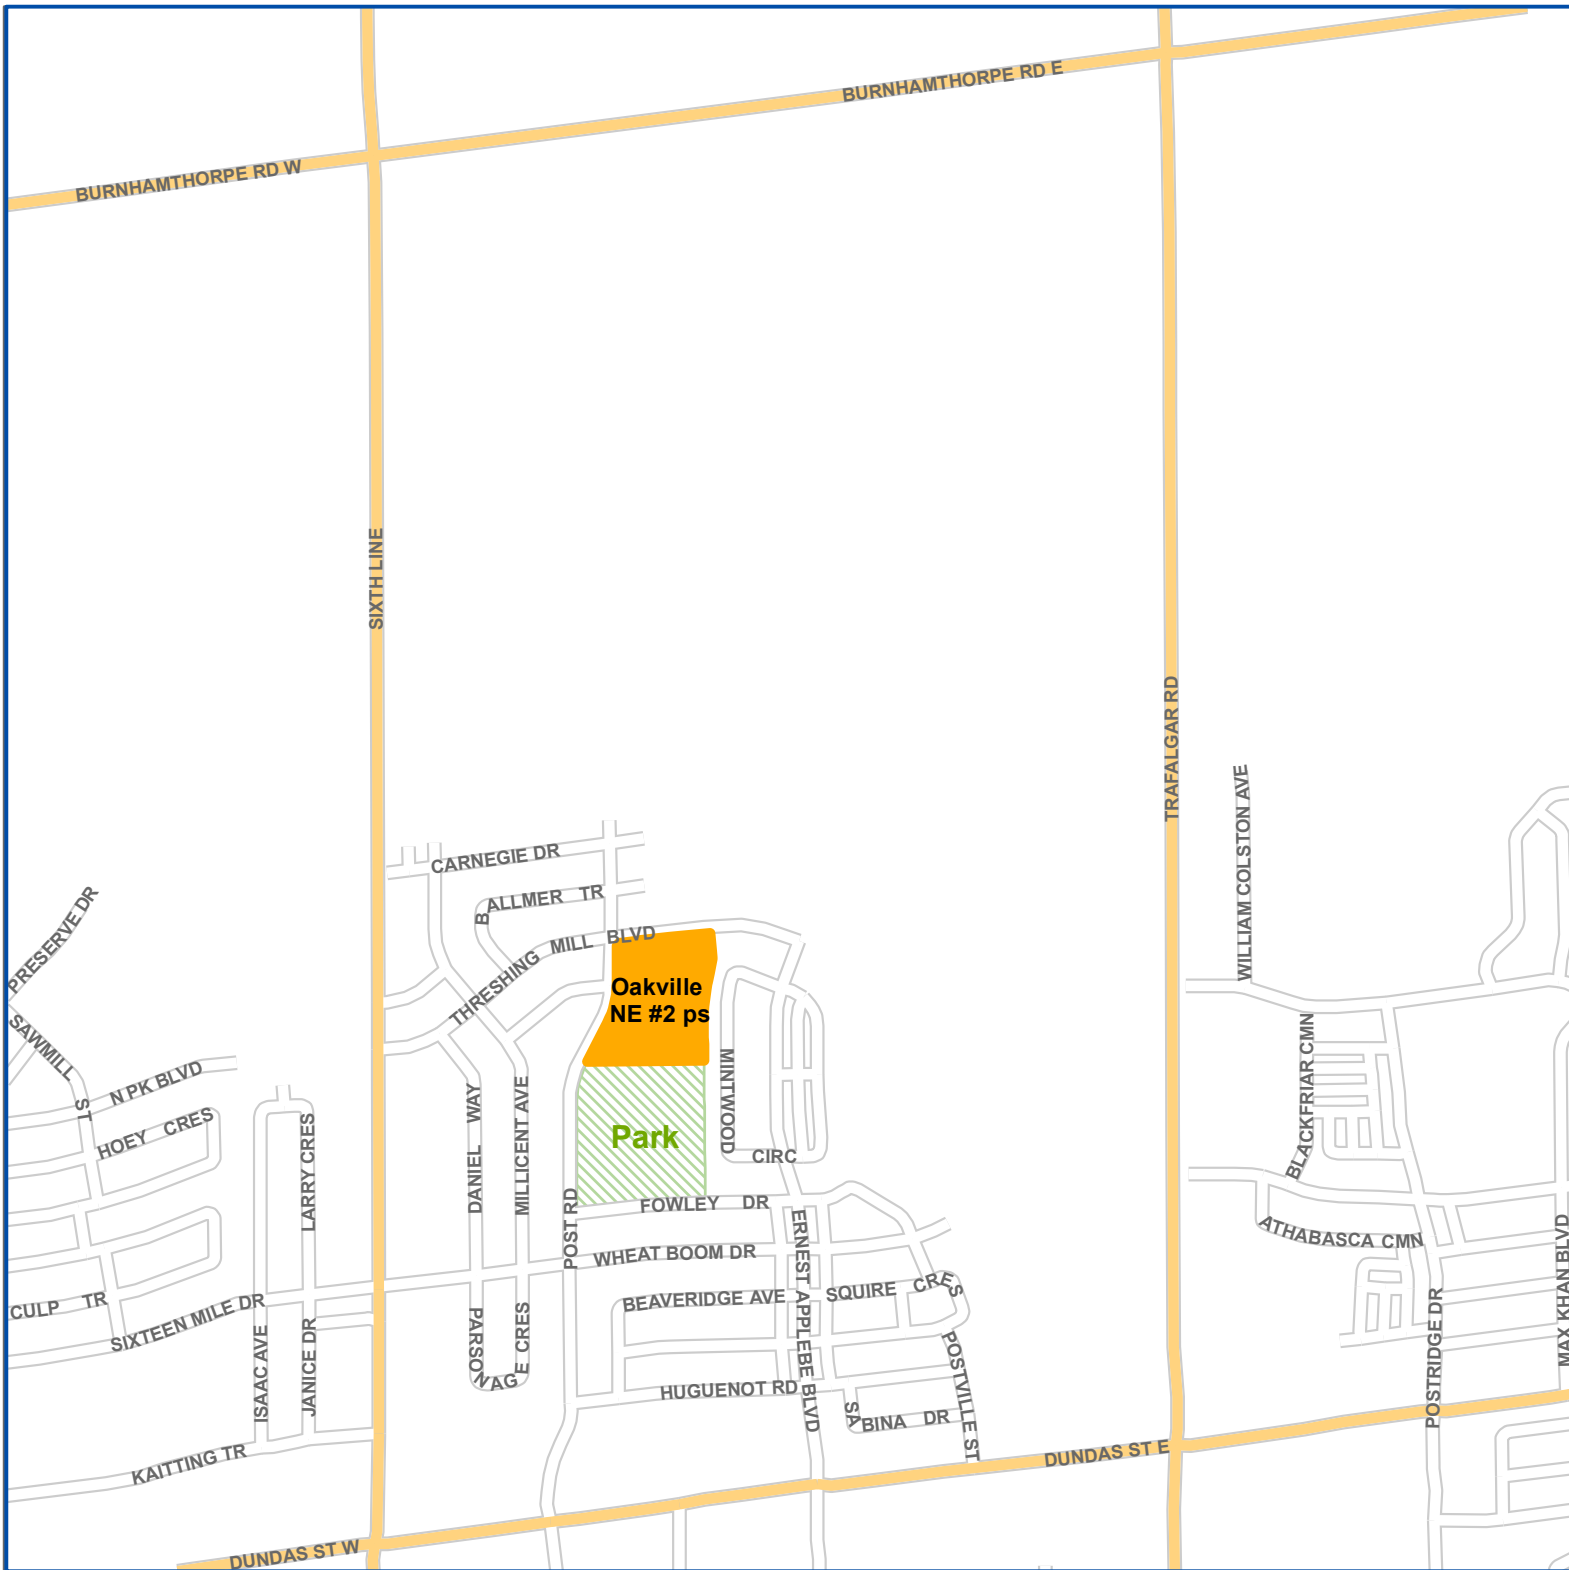 BURNHAMTHORPE RD E
BURNHAMTHORPE RD W
SIXTH LINE
TRAFALGAR RD
WILLIAM COLSTON AVE
CARNEGIE DR
BALLMER TR
PRESERVE DR
THRESHING MILL BLVD
Oakville
NE #2 ps
SAWMILL ST
N PK BLVD
HOEY CRES
LARRY CRES
DANIEL WAY
MILLICENT AVE
MINTWOOD CIRC
BLACKFRIAR CMN
Park
POST RD
FOWLEY DR
ATHABASCA CMN
WHEAT BOOM DR
ERNEST APPLEBE BLVD
BEAVERIDGE AVE
SQUIRE CRES
CULP TR
SIXTEEN MILE DR
ISAAC AVE
JANICE DR
PARSONAGE CRES
MAX KHAN BLVD
POSTRIDGE DR
HUGUENOT RD
POSTVILLE ST
SABINA DR
KAITTING TR
DUNDAS ST E
DUNDAS ST W